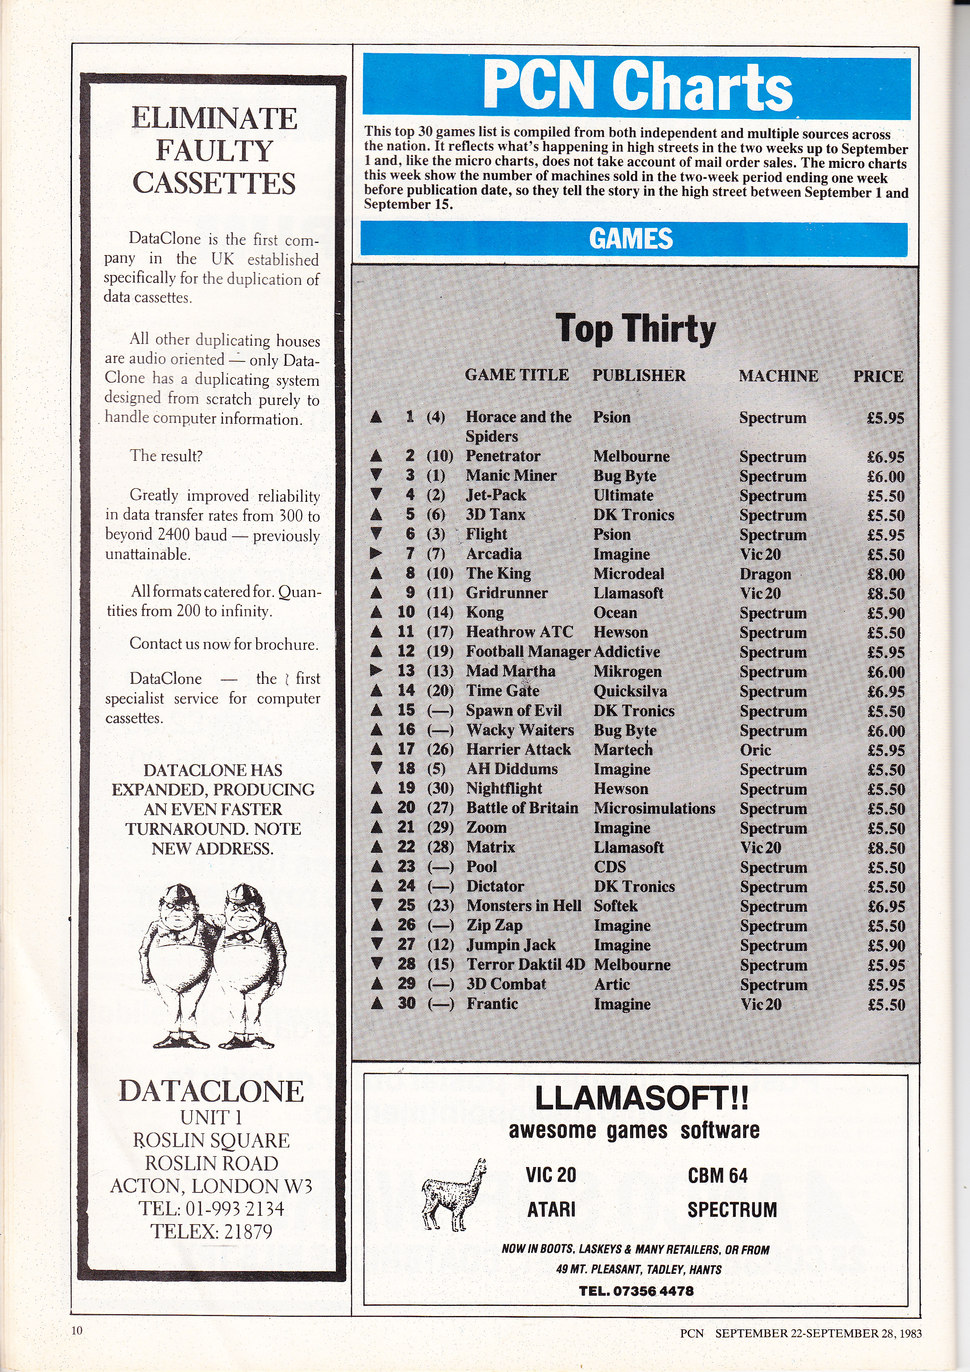 ELIMINATE
FAULTY
CASSETTES
DataClone is the first com-
pany in the UK established
specifically for the duplication of
data cassettes.
All other duplicating houses
are audio oriented — only Data-
Clone has a duplicating system
designed from scratch purely to
handle computer information.
The result?
Greatly improved reliability
in data transfer rates from 300 to
beyond 2400 baud — previously
unattainable.
All formats catered for. Quan-
tities from 200 to infinity.
Contact us now for brochure.
DataClone — the first
specialist service for computer
cassettes.
DATACLONE HAS
EXPANDED, PRODUCING
AN EVEN FASTER
TURNAROUND. NOTE
NEW ADDRESS.
DATACLONE
UNIT 1
ROSLIN SQUARE
ROSLIN ROAD
ACTON, LONDON W3
TEL: 01-993 2134
TELEX: 21879
PCN Charts
This top 30 games list is compiled from both independent and multiple sources across
the nation. It reflects what's happening in high streets in the two weeks up to September
1 and, like the micro charts, does not take account of mail order sales. The micro charts
this week show the number of machines sold in the two-week period ending one week
before publication date, so they tell the story in the high street between September 1 and
September 15.
GAMES
Top Thirty
GAME TITLE PUBLISHER MACHINE PRICE
▲ 1 (4) Horace and the Psion Spectrum £5.95
Spiders
▲ 2 (10) Penetrator Melbourne Spectrum £6.95
▼ 3 (1) Manic Miner Bug Byte Spectrum £6.00
▼ 4 (2) Jet-Pack Ultimate Spectrum £5.50
▲ 5 (6) 3D Tanx DK Tronics Spectrum £5.50
▼ 6 (3) Flight Psion Spectrum £5.95
▶ 7 (7) Arcadia Imagine Vic 20 £5.50
▲ 8 (10) The King Microdeal Dragon £8.00
▲ 9 (11) Gridrunner Llamasoft Vic 20 £8.50
▲ 10 (14) Kong Ocean Spectrum £5.90
▲ 11 (17) Heathrow ATC Hewson Spectrum £5.50
▲ 12 (19) Football Manager Addictive Spectrum £5.95
▶ 13 (13) Mad Martha Mikrogen Spectrum £6.00
▲ 14 (20) Time Gate Quicksilva Spectrum £6.95
▲ 15 (—) Spawn of Evil DK Tronics Spectrum £5.50
▲ 16 (—) Wacky Waiters Bug Byte Spectrum £6.00
▲ 17 (26) Harrier Attack Martech Oric £5.95
▼ 18 (5) AH Diddums Imagine Spectrum £5.50
▲ 19 (30) Nightflight Hewson Spectrum £5.50
▲ 20 (27) Battle of Britain Microsimulations Spectrum £5.50
▲ 21 (29) Zoom Imagine Spectrum £5.50
▲ 22 (28) Matrix Llamasoft Vic 20 £8.50
▲ 23 (—) Pool CDS Spectrum £5.50
▲ 24 (—) Dictator DK Tronics Spectrum £5.50
▼ 25 (23) Monsters in Hell Softek Spectrum £6.95
▲ 26 (—) Zip Zap Imagine Spectrum £5.50
▼ 27 (12) Jumpin Jack Imagine Spectrum £5.90
▼ 28 (15) Terror Daktil 4D Melbourne Spectrum £5.95
▲ 29 (—) 3D Combat Artic Spectrum £5.95
▲ 30 (—) Frantic Imagine Vic 20 £5.50
LLAMASOFT!!
awesome games software
VIC 20 CBM 64
ATARI SPECTRUM
NOW IN BOOTS, LASKEYS & MANY RETAILERS, OR FROM
49 MT. PLEASANT, TADLEY, HANTS
TEL. 07356 4478
10
PCN SEPTEMBER 22-SEPTEMBER 28, 1983